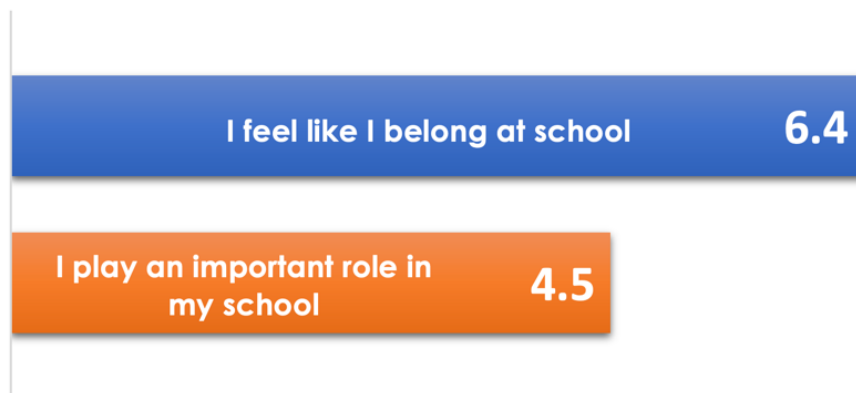 I feel like I belong at school 6.4
I play an important role in
my school 4.5